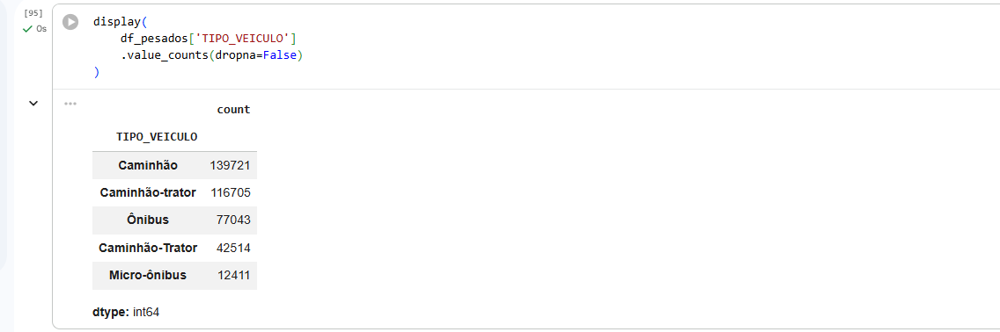 [95]
0s
display(
df_pesados['TIPO_VEICULO']
.value_counts(dropna=False)
)
count
TIPO_VEICULO
Caminhão 139721
Caminhão-trator 116705
Ônibus 77043
Caminhão-Trator 42514
Micro-ônibus 12411
dtype: int64